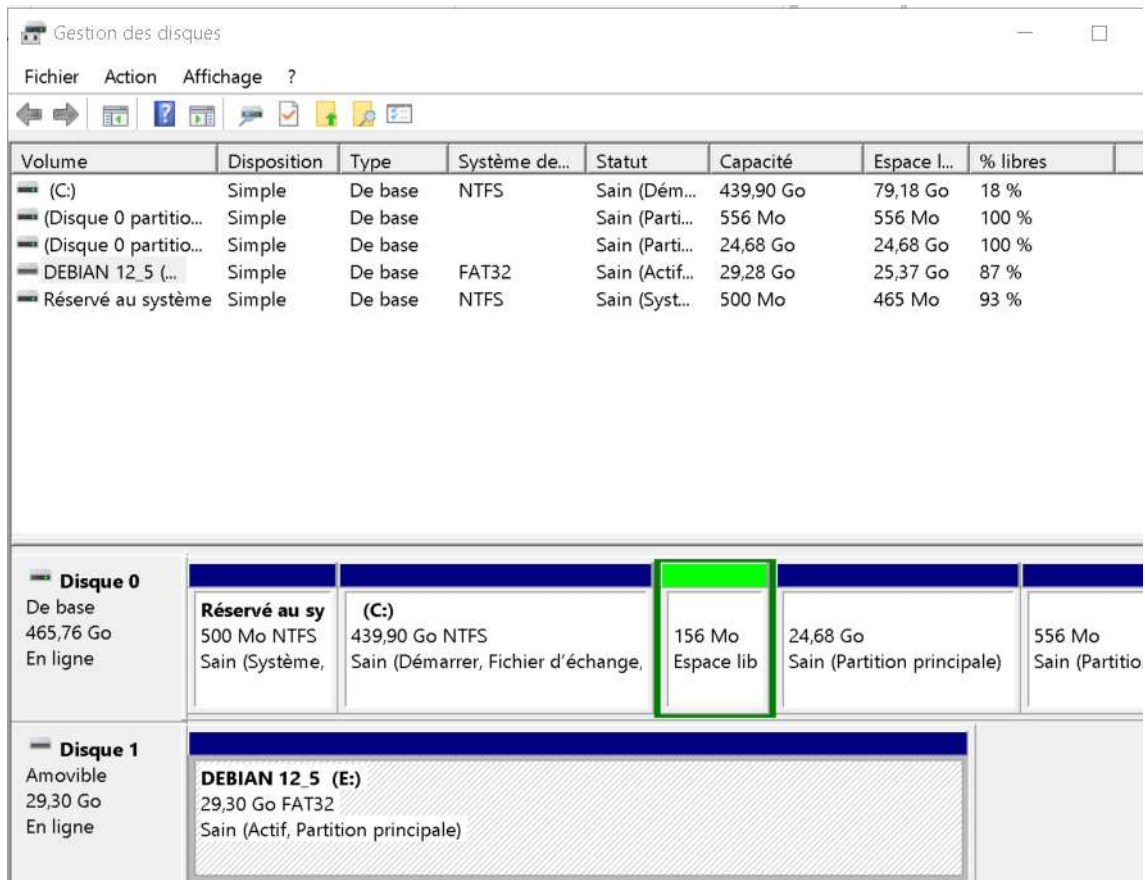 Gestion des disques
Fichier Action Affichage ?
Volume Disposition Type Système de... Statut Capacité Espace l... % libres
(C:) Simple De base NTFS Sain (Dém... 439,90 Go 79,18 Go 18 %
(Disque 0 partitio... Simple De base Sain (Parti... 556 Mo 556 Mo 100 %
(Disque 0 partitio... Simple De base Sain (Parti... 24,68 Go 24,68 Go 100 %
DEBIAN 12_5 (... Simple De base FAT32 Sain (Actif... 29,28 Go 25,37 Go 87 %
Réservé au système Simple De base NTFS Sain (Syst... 500 Mo 465 Mo 93 %
Disque 0
De base
465,76 Go
En ligne
Réservé au sy
500 Mo NTFS
Sain (Système,
(C:)
439,90 Go NTFS
Sain (Démarrer, Fichier d'échange,
156 Mo
Espace lib
24,68 Go
Sain (Partition principale)
556 Mo
Sain (Partitio
Disque 1
Amovible
29,30 Go
En ligne
DEBIAN 12_5 (E:)
29,30 Go FAT32
Sain (Actif, Partition principale)